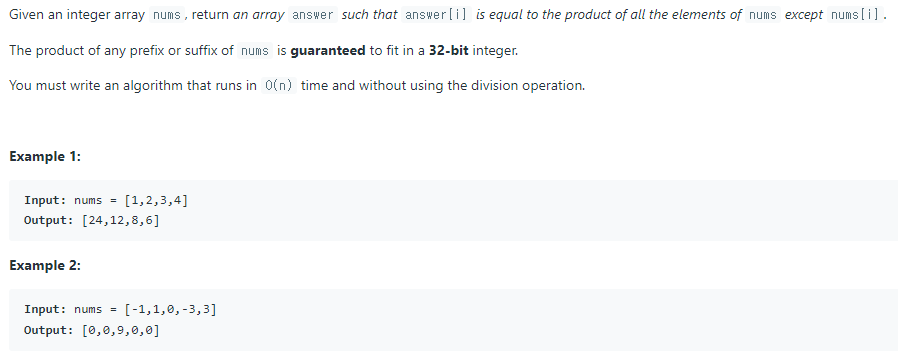 Given an integer array nums, return an array answer such that answer[i] is equal to the product of all the elements of nums except nums[i].
The product of any prefix or suffix of nums is guaranteed to fit in a 32-bit integer.
You must write an algorithm that runs in O(n) time and without using the division operation.
Example 1:
Input: nums = [1,2,3,4]
Output: [24,12,8,6]
Example 2:
Input: nums = [-1,1,0,-3,3]
Output: [0,0,9,0,0]